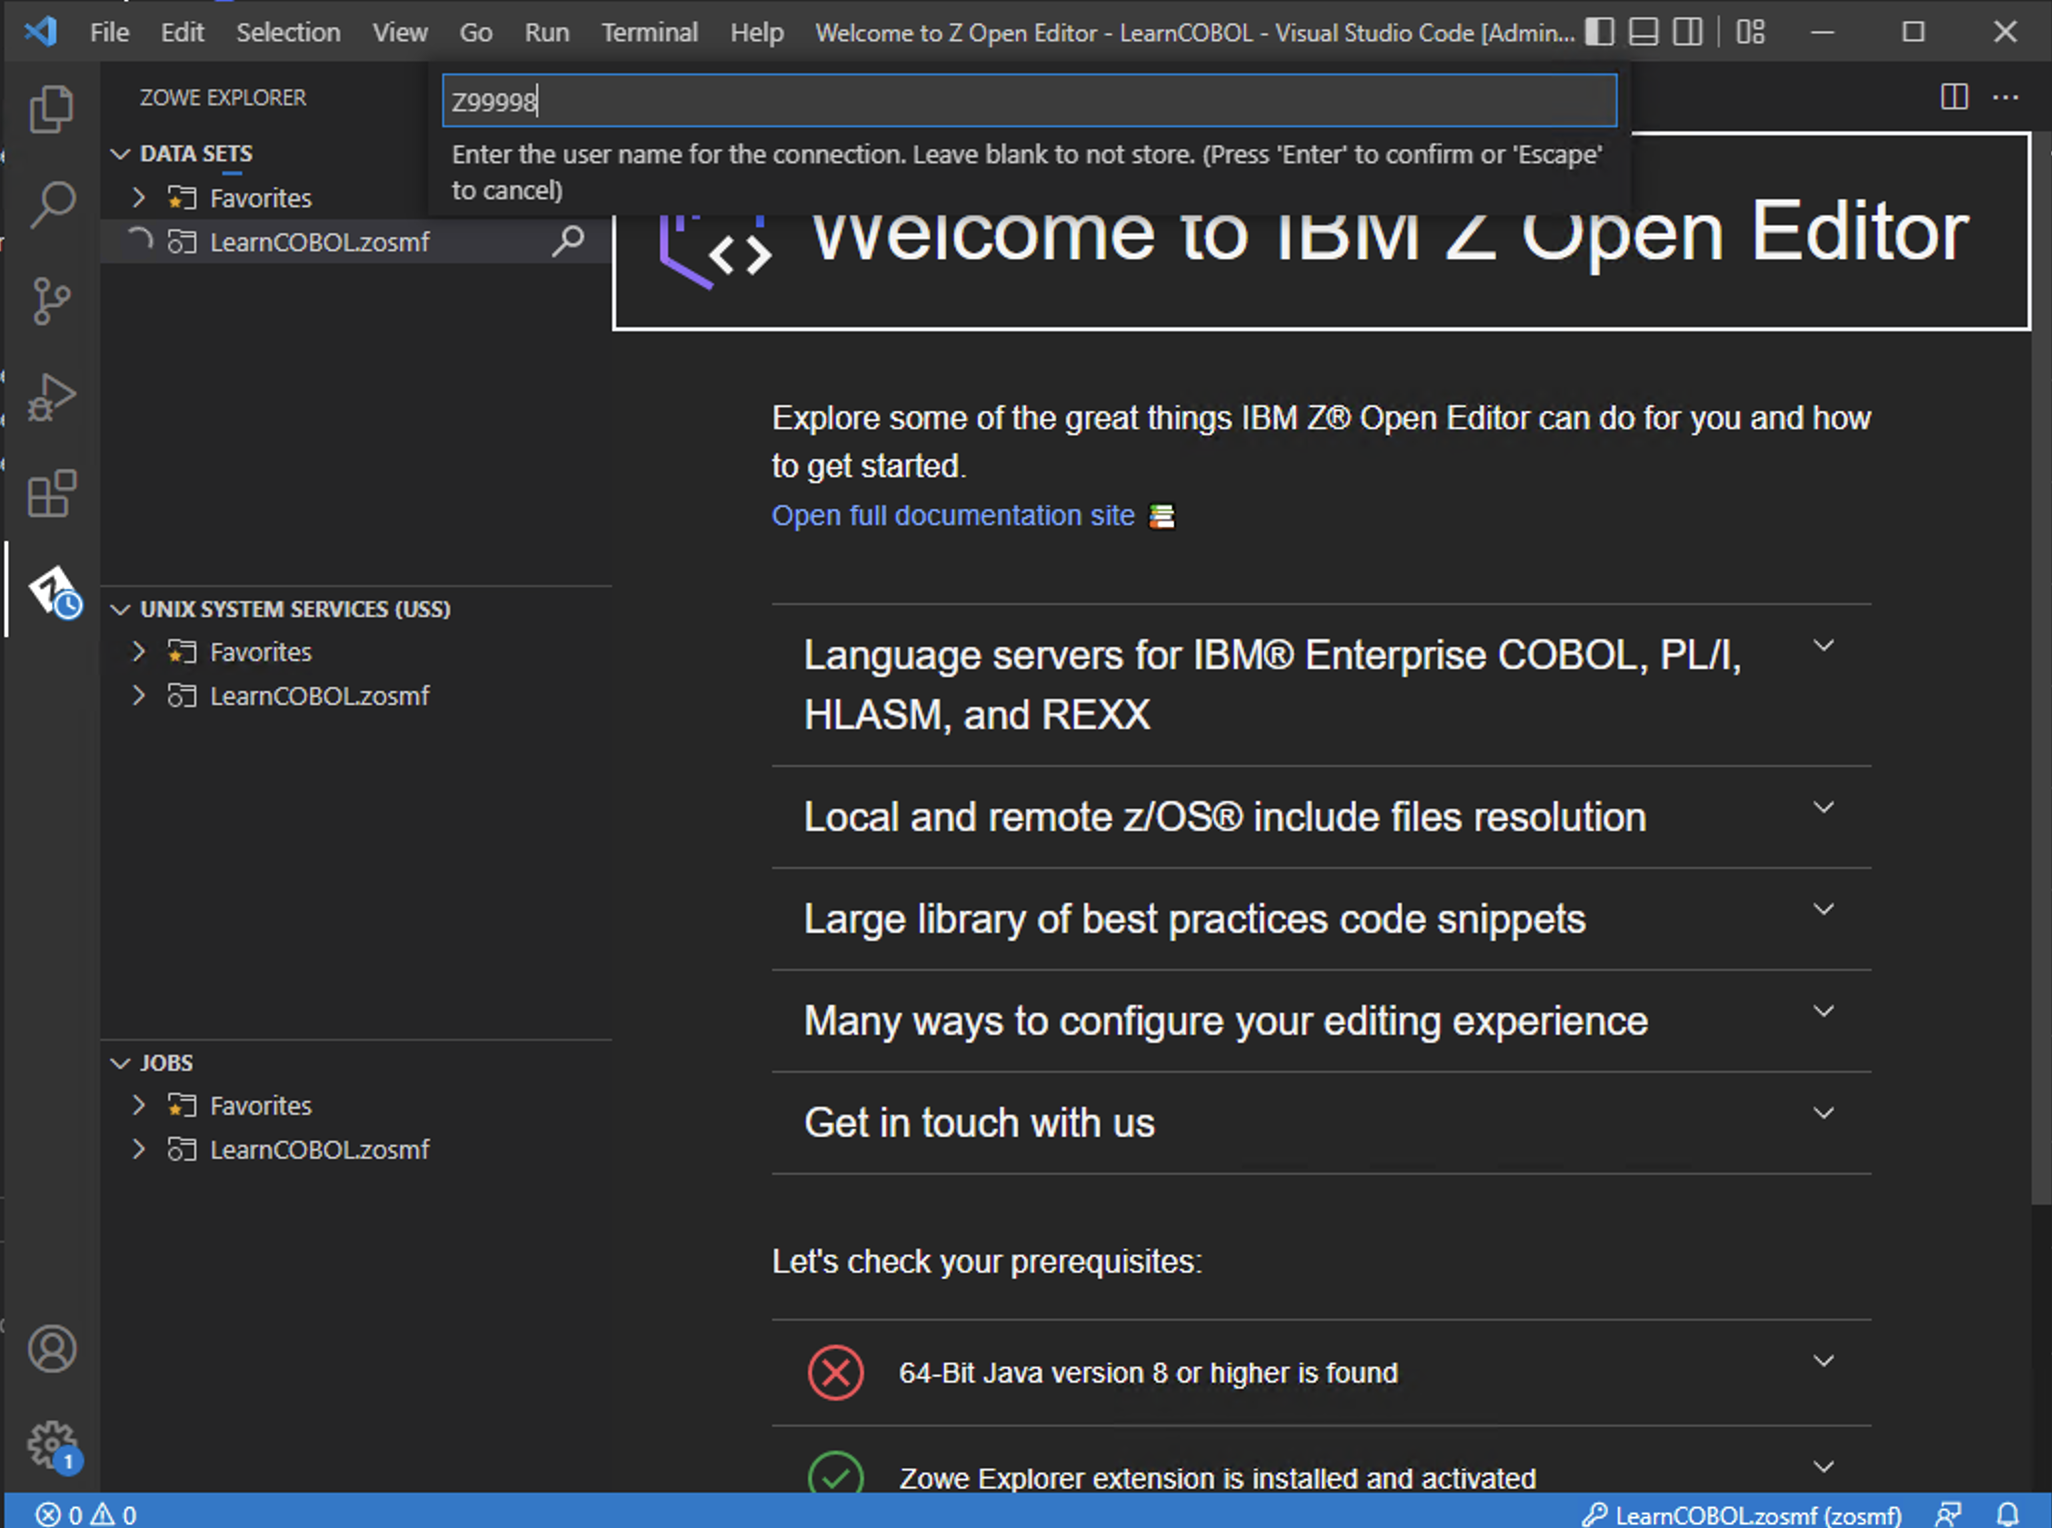 File Edit Selection View Go Run Terminal Help Welcome to Z Open Editor - LearnCOBOL - Visual Studio Code [Admin...
ZOWE EXPLORER
Z99998
Enter the user name for the connection. Leave blank to not store. (Press 'Enter' to confirm or 'Escape'
to cancel)
DATA SETS
Favorites
LearnCOBOL.zosmf
Welcome to IBM Z Open Editor
Explore some of the great things IBM Z® Open Editor can do for you and how
to get started.
Open full documentation site
UNIX SYSTEM SERVICES (USS)
Favorites
LearnCOBOL.zosmf
Language servers for IBM® Enterprise COBOL, PL/I,
HLASM, and REXX
Local and remote z/OS® include files resolution
Large library of best practices code snippets
Many ways to configure your editing experience
JOBS
Favorites
LearnCOBOL.zosmf
Get in touch with us
Let's check your prerequisites:
64-Bit Java version 8 or higher is found
Zowe Explorer extension is installed and activated
1
0 0
LearnCOBOL.zosmf (zosmf)